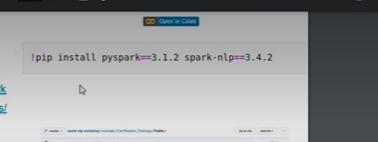 Open in Colab
!pip install pyspark==3.1.2 spark-nlp==3.4.2
k
s/